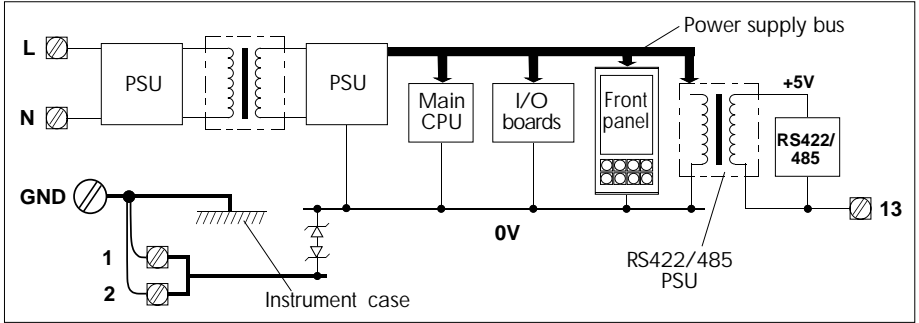 Power supply bus
L
PSU
PSU
+5V
N
Main
CPU
I/O
boards
Front
panel
RS422/
485
GND
13
0V
1
RS422/485
PSU
2
Instrument case